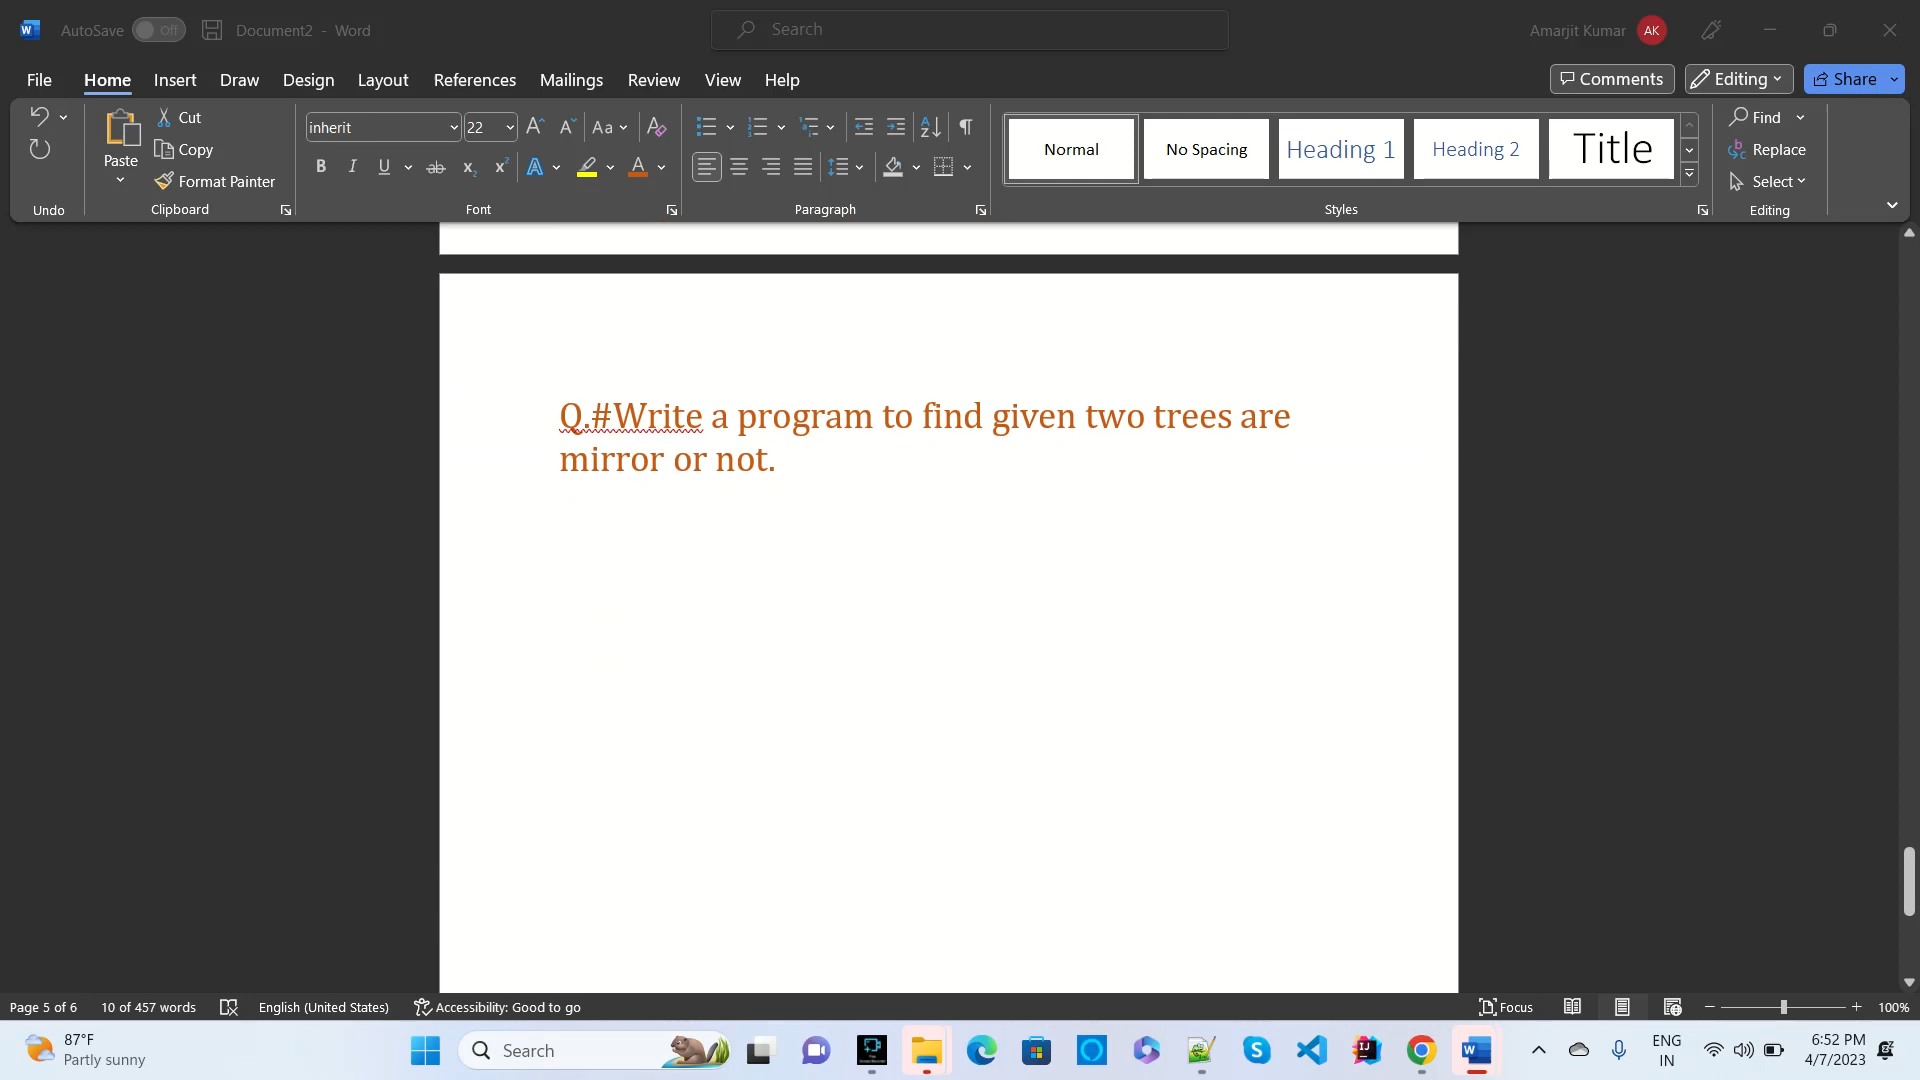 AutoSave Off Document2 - Word Search Amarjit Kumar AK
File Home Insert Draw Design Layout References Mailings Review View Help Comments Editing Share
Paste Cut Copy Format Painter inherit 22 Normal No Spacing Heading 1 Heading 2 Title Find Replace Select
Undo Clipboard Font Paragraph Styles Editing
Q.#Write a program to find given two trees are
mirror or not.
Page 5 of 6 10 of 457 words English (United States) Accessibility: Good to go Focus 100%
87°F
Partly sunny
Search
ENG
IN
6:52 PM
4/7/2023